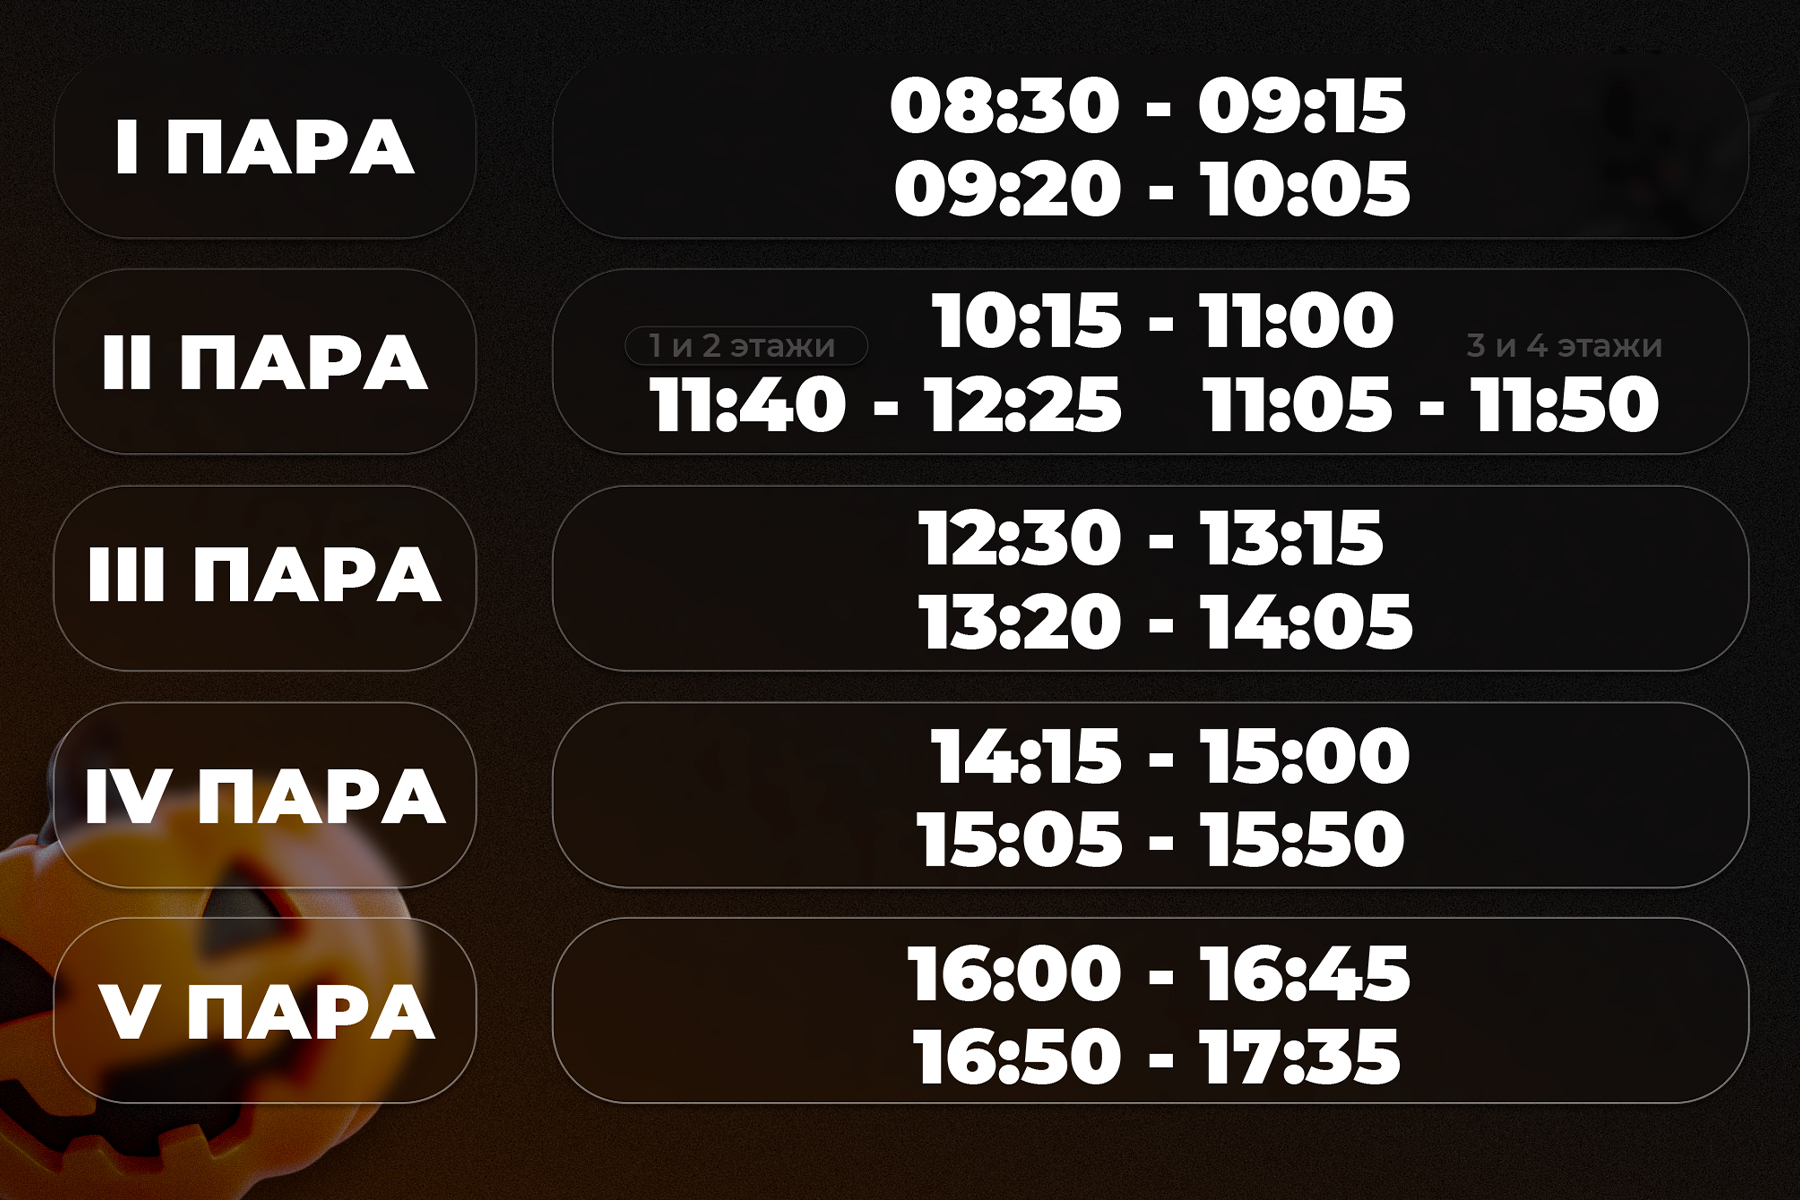 I ПАРА
08:30 - 09:15
09:20 - 10:05
II ПАРА
10:15 - 11:00
1 и 2 этажи
3 и 4 этажи
11:40 - 12:25
11:05 - 11:50
III ПАРА
12:30 - 13:15
13:20 - 14:05
IV ПАРА
14:15 - 15:00
15:05 - 15:50
V ПАРА
16:00 - 16:45
16:50 - 17:35